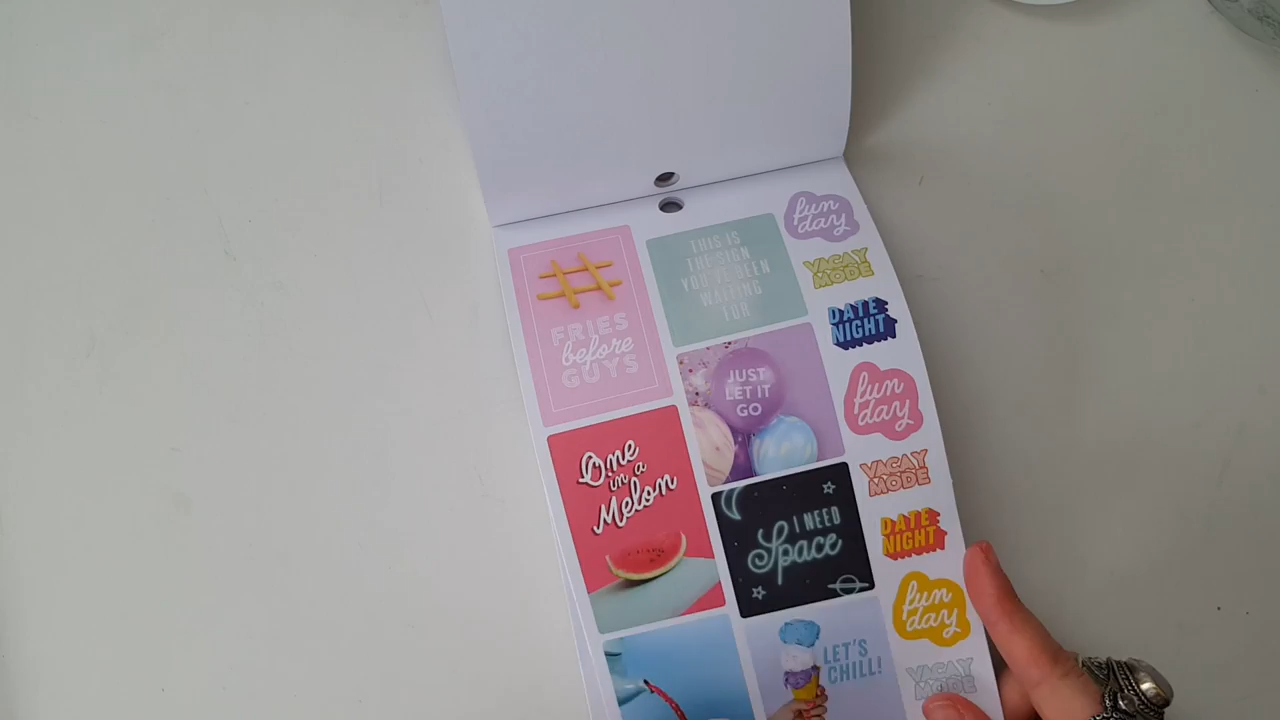 FRIES
before
GUYS
THIS IS
THE SIGN
YOU'VE BEEN
WAITING
FOR
fun
day
VACAY
MODE
DATE
NIGHT
JUST
LET IT
GO
fun
day
One
in a
Melon
VACAY
MODE
I NEED
Space
DATE
NIGHT
fun
day
LET'S
CHILL!
VACAY
MODE